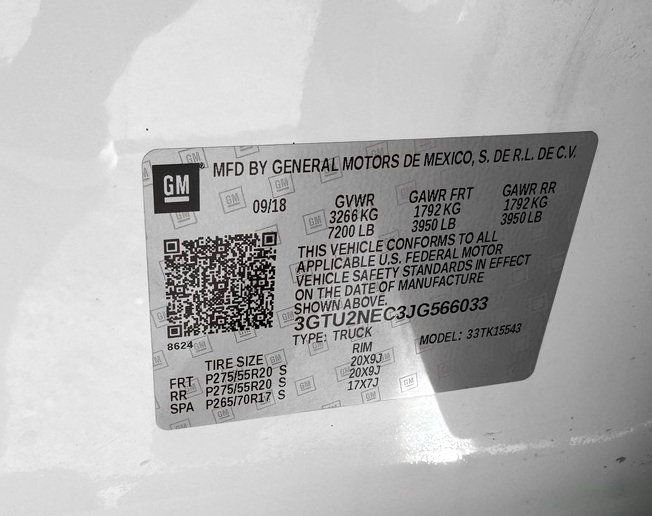 GM
MFD BY GENERAL MOTORS DE MEXICO, S. DE R.L. DE C.V.
09/18 GVWR GAWR FRT GAWR RR
3266 KG 1792 KG 1792 KG
7200 LB 3950 LB 3950 LB
THIS VEHICLE CONFORMS TO ALL
APPLICABLE U.S. FEDERAL MOTOR
VEHICLE SAFETY STANDARDS IN EFFECT
ON THE DATE OF MANUFACTURE
SHOWN ABOVE.
3GTU2NEC3JG566033
8624
TYPE: TRUCK MODEL: 33TK15543
TIRE SIZE RIM
FRT P275/55R20 S 20X9J
RR P275/55R20 S 20X9J
SPA P265/70R17 S 17X7J